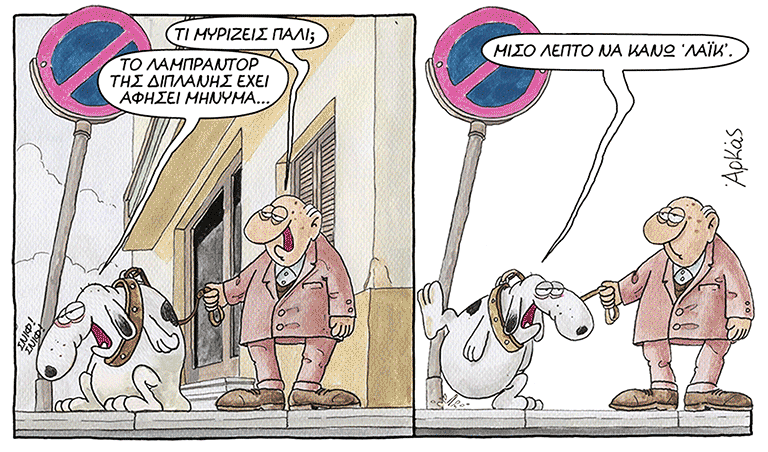 ΤΙ ΜΥΡΙΖΕΙΣ ΠΑΛΙ;
ΤΟ ΛΑΜΠΡΑΝΤΟΡ
ΤΗΣ ΔΙΠΛΑΝΗΣ ΕΧΕΙ
ΑΦΗΣΕΙ ΜΗΝΥΜΑ...
ΣΝΙΦ!
ΣΝΙΦ!
ΜΙΣΟ ΛΕΠΤΟ ΝΑ ΚΑΝΩ 'ΛΑΪΚ'.
Αρκάς